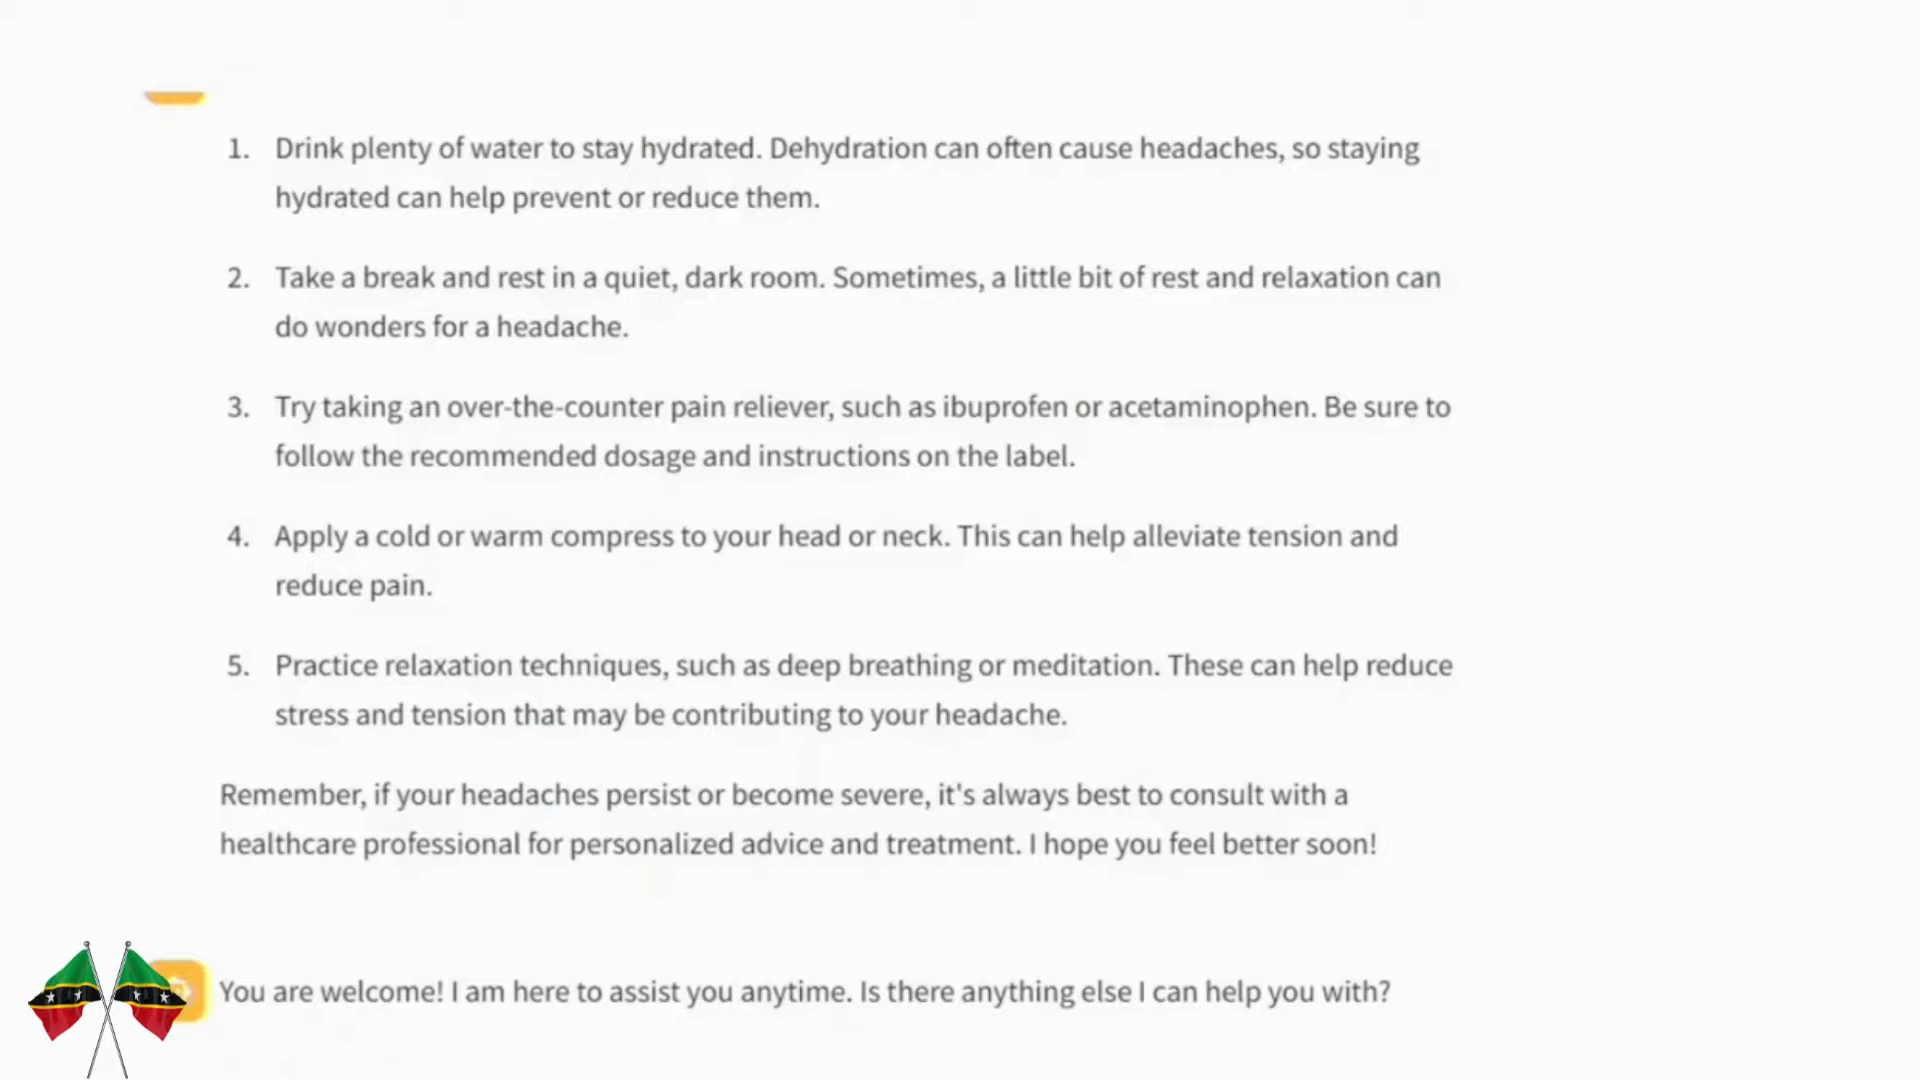 1. Drink plenty of water to stay hydrated. Dehydration can often cause headaches, so staying
hydrated can help prevent or reduce them.
2. Take a break and rest in a quiet, dark room. Sometimes, a little bit of rest and relaxation can
do wonders for a headache.
3. Try taking an over-the-counter pain reliever, such as ibuprofen or acetaminophen. Be sure to
follow the recommended dosage and instructions on the label.
4. Apply a cold or warm compress to your head or neck. This can help alleviate tension and
reduce pain.
5. Practice relaxation techniques, such as deep breathing or meditation. These can help reduce
stress and tension that may be contributing to your headache.
Remember, if your headaches persist or become severe, it's always best to consult with a
healthcare professional for personalized advice and treatment. I hope you feel better soon!
You are welcome! I am here to assist you anytime. Is there anything else I can help you with?